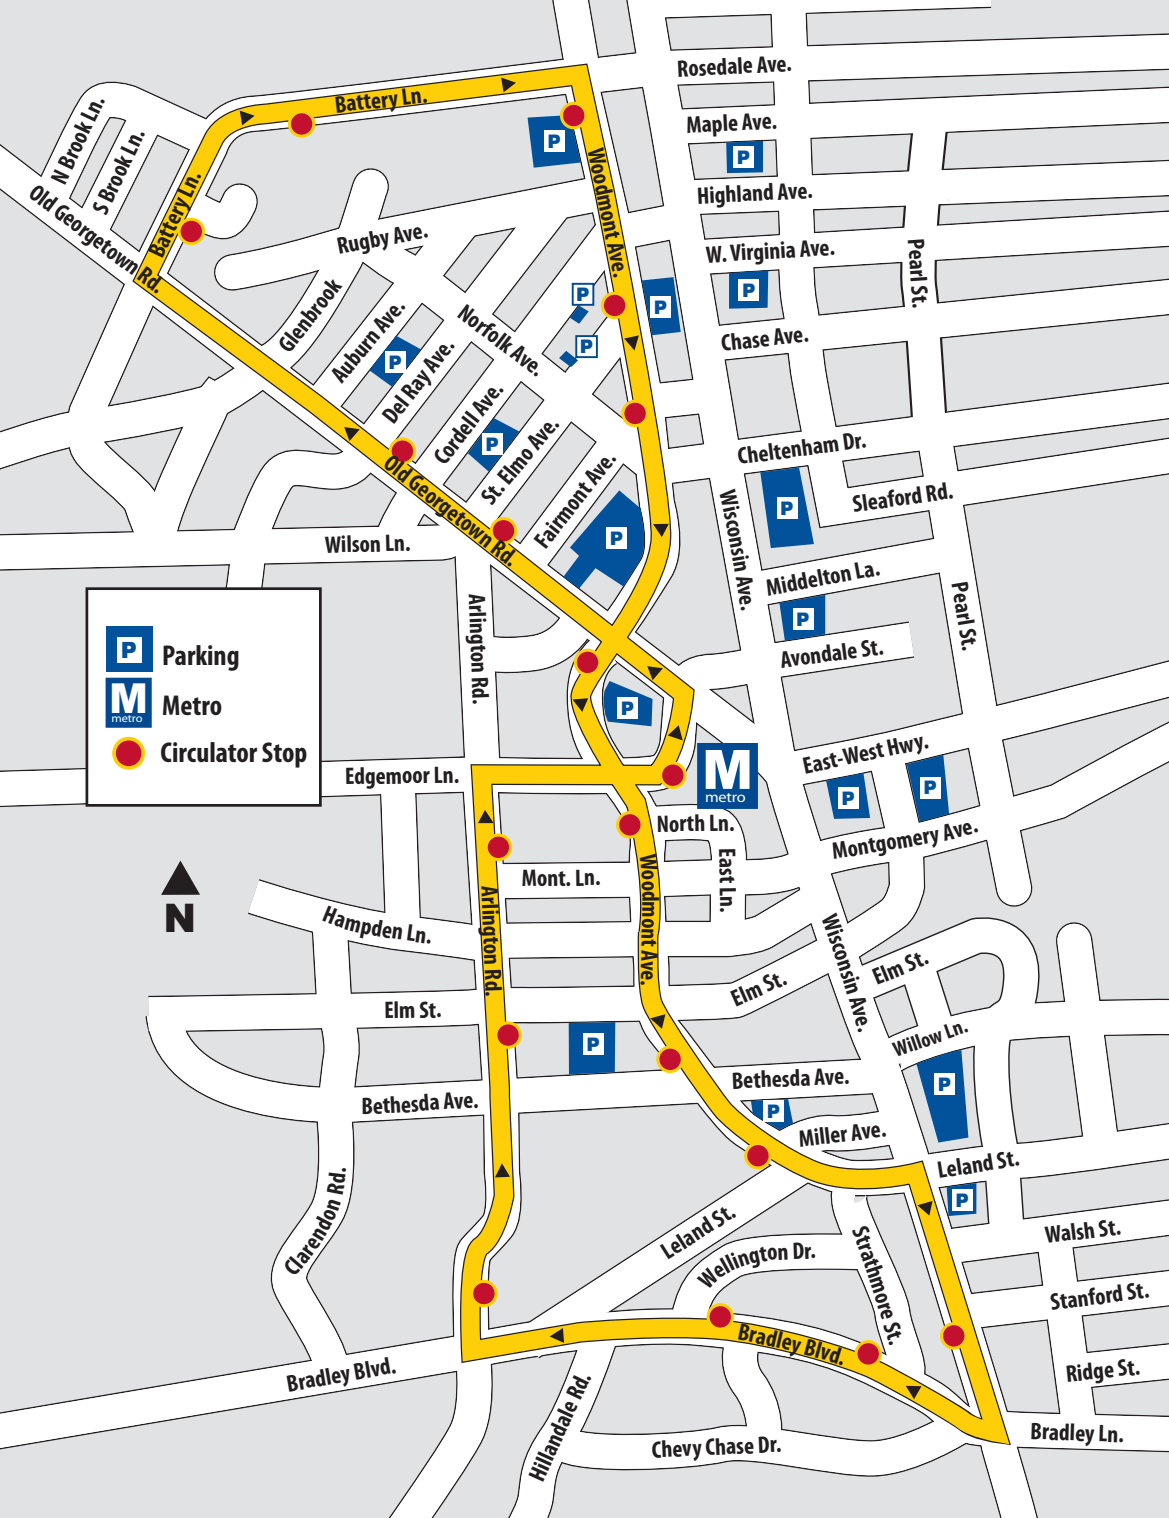 Rosedale Ave.
Battery Ln.
N Brook Ln.
Maple Ave.
P
S Brook Ln.
P
Highland Ave.
Old Georgetown Rd.
Battery Ln.
Woodmont Ave.
Rugby Ave.
W. Virginia Ave.
Pearl St.
P
P
P
Glenbrook
Auburn Ave.
Norfolk Ave.
Chase Ave.
P
P
Del Ray Ave.
Cordell Ave.
P
St. Elmo Ave.
Cheltenham Dr.
Fairmont Ave.
Sleaford Rd.
P
Old Georgetown Rd.
Wisconsin Ave.
P
Wilson Ln.
Middelton La.
P
Pearl St.
Arlington Rd.
Avondale St.
P Parking
M metro Metro
Circulator Stop
P
East-West Hwy.
Edgemoor Ln.
M
metro
P
P
North Ln.
Montgomery Ave.
East Ln.
Mont. Ln.
Woodmont Ave.
Arlington Rd.
N
Hampden Ln.
Wisconsin Ave.
Elm St.
Elm St.
Elm St.
Willow Ln.
P
Bethesda Ave.
P
Bethesda Ave.
P
Miller Ave.
Leland St.
P
Clarendon Rd.
Leland St.
Walsh St.
Wellington Dr.
Strathmore St.
Stanford St.
Bradley Blvd.
Bradley Blvd.
Ridge St.
Hillandale Rd.
Chevy Chase Dr.
Bradley Ln.